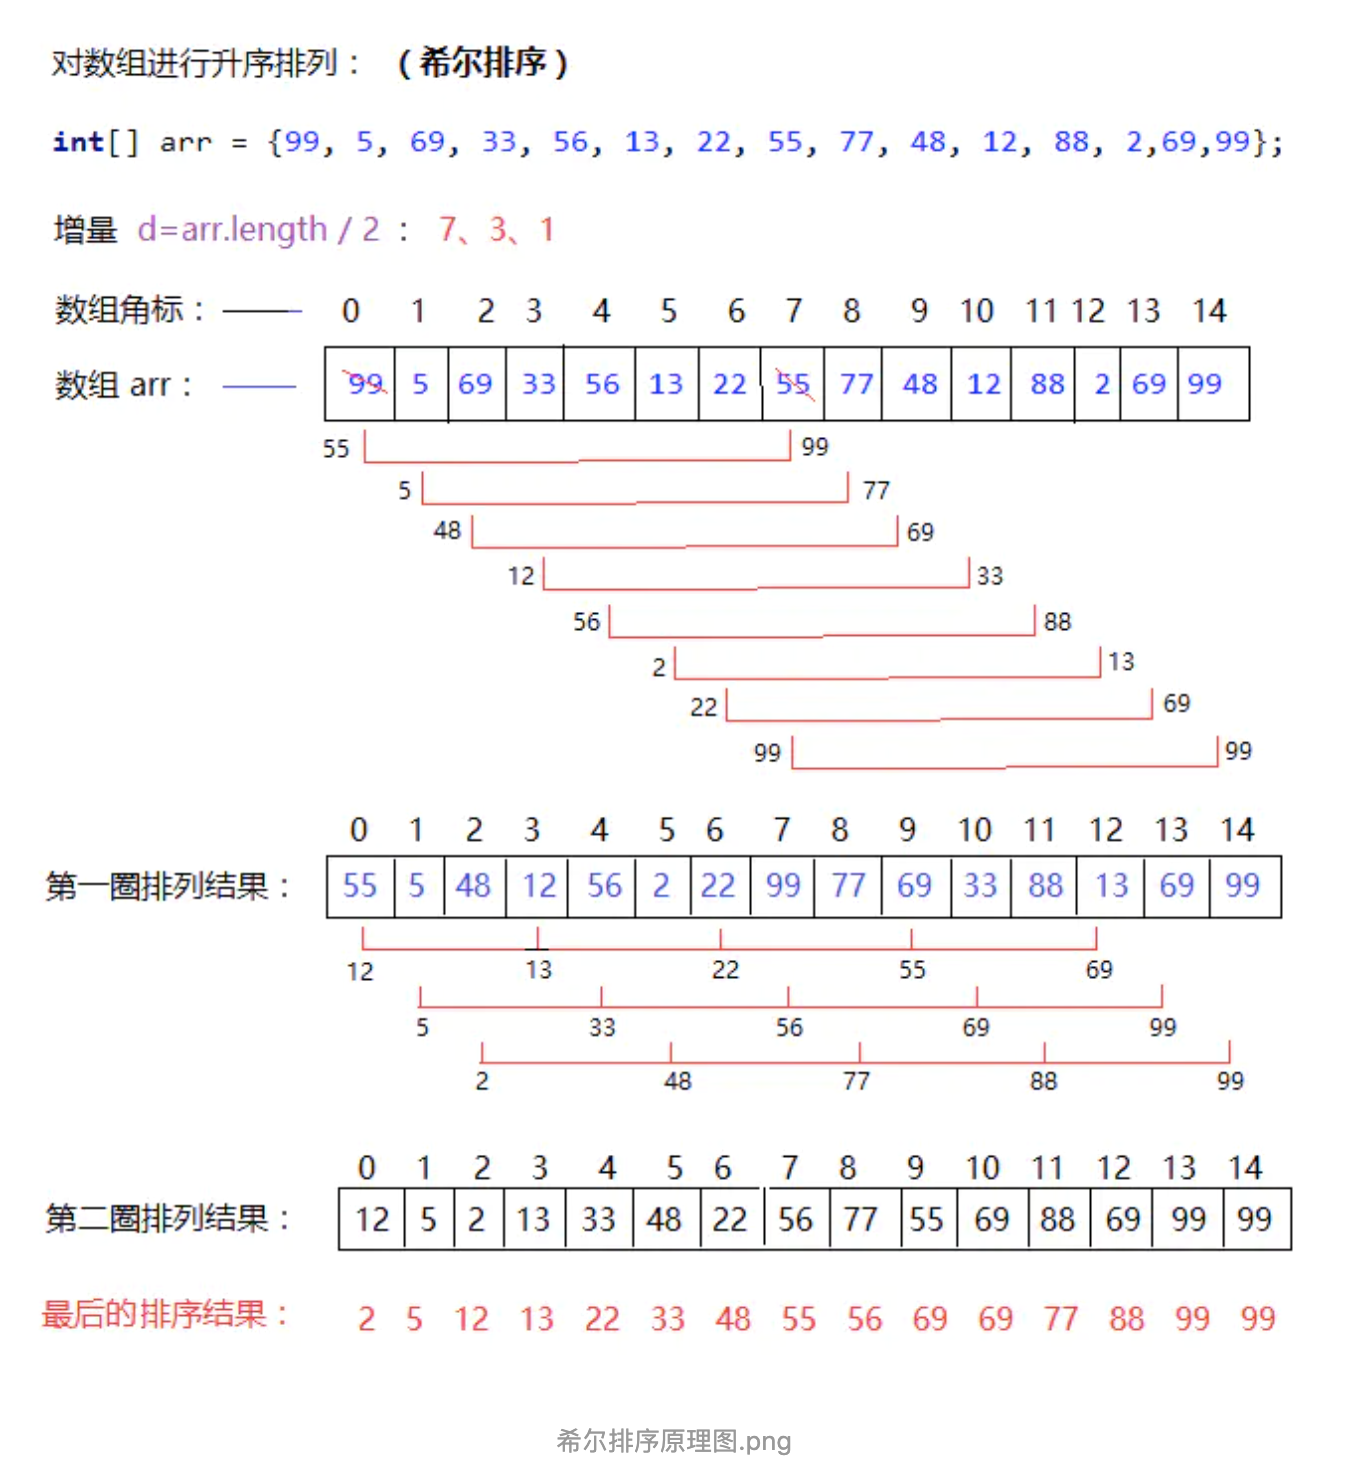 对数组进行升序排列： （希尔排序）
int[] arr = {99, 5, 69, 33, 56, 13, 22, 55, 77, 48, 12, 88, 2,69,99};
增量 d=arr.length / 2 ： 7、3、1
数组角标： 0 1 2 3 4 5 6 7 8 9 10 11 12 13 14
数组 arr： 99 5 69 33 56 13 22 55 77 48 12 88 2 69 99
55 99
5 77
48 69
12 33
56 88
2 13
22 69
99 99
0 1 2 3 4 5 6 7 8 9 10 11 12 13 14
第一圈排列结果： 55 5 48 12 56 2 22 99 77 69 33 88 13 69 99
12 13 22 55 69
5 33 56 69 99
2 48 77 88 99
0 1 2 3 4 5 6 7 8 9 10 11 12 13 14
第二圈排列结果： 12 5 2 13 33 48 22 56 77 55 69 88 69 99 99
最后的排序结果： 2 5 12 13 22 33 48 55 56 69 69 77 88 99 99
希尔排序原理图.png